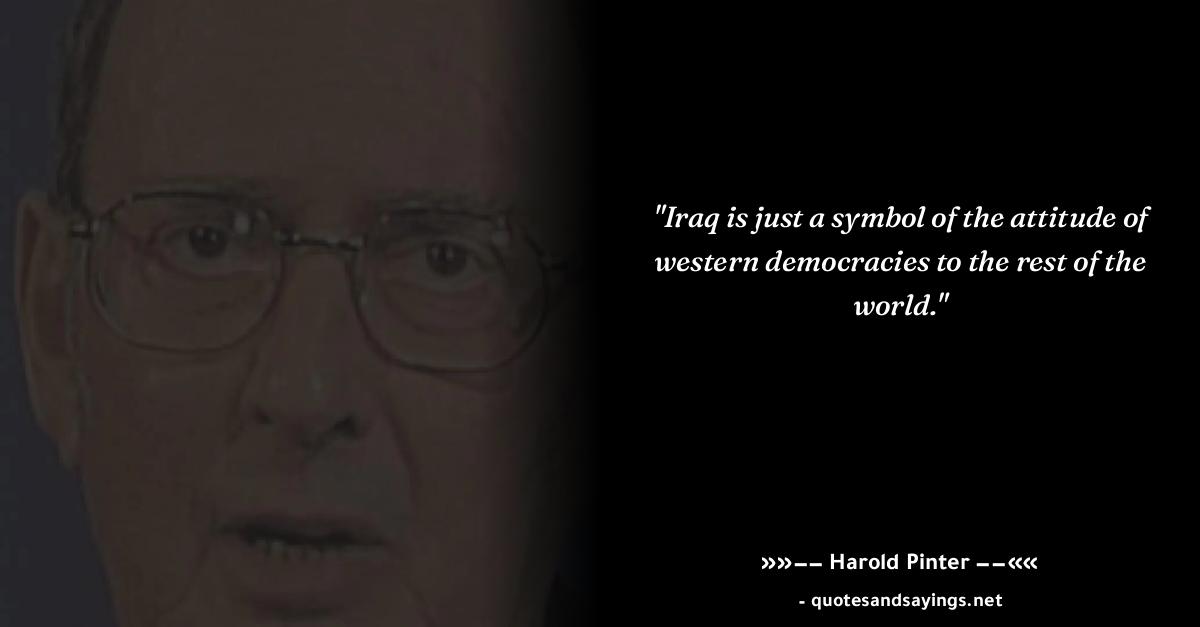 "Iraq is just a symbol of the attitude of
western democracies to the rest of the
world."
»»–– Harold Pinter ––««
- quotesandsayings.net